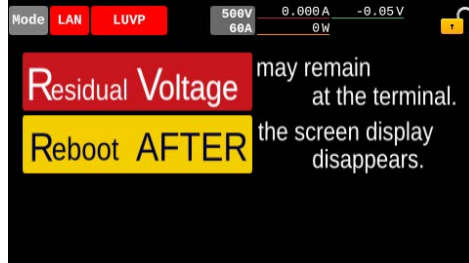 Mode LAN LUVP 500V 0.000A -0.05V
60A 0W
Residual Voltage may remain
at the terminal.
Reboot AFTER the screen display
disappears.